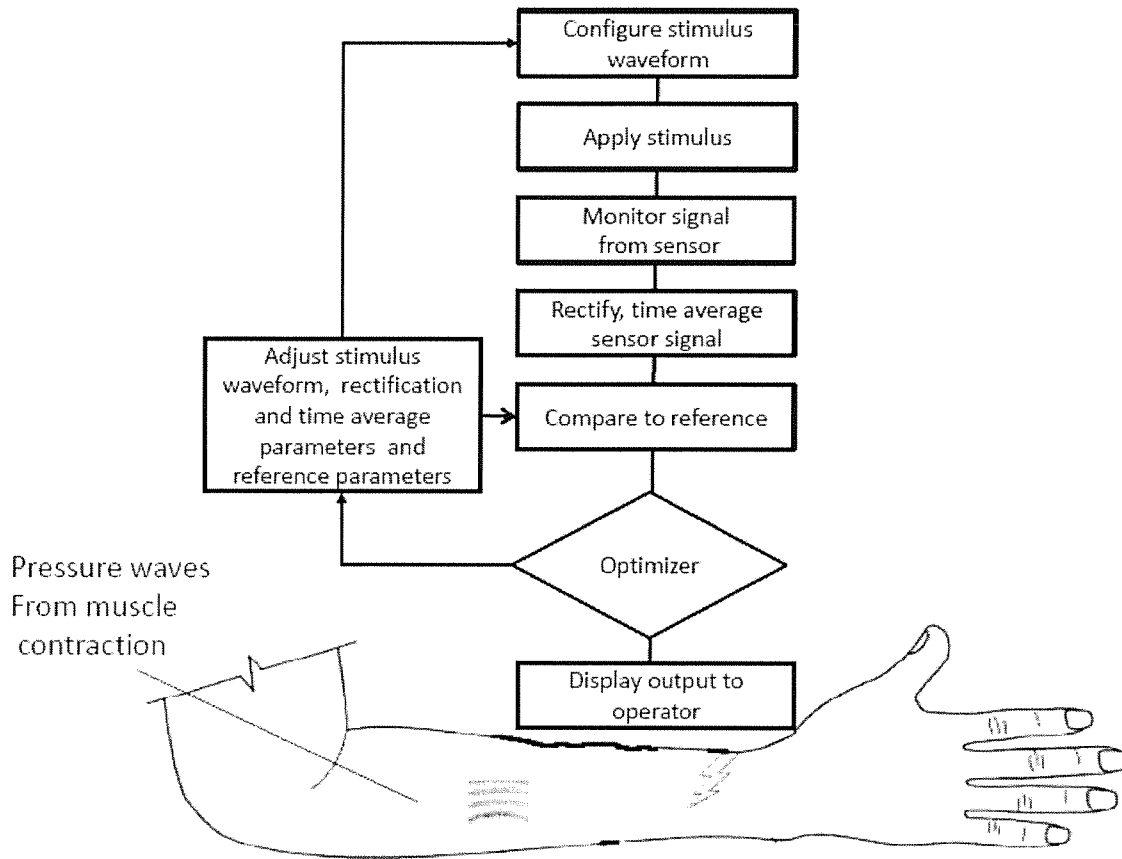 Configure stimulus
waveform
Apply stimulus
Monitor signal
from sensor
Rectify, time average
sensor signal
Adjust stimulus
waveform, rectification
and time average
parameters and
reference parameters
Compare to reference
Optimizer
Pressure waves
From muscle
contraction
Display output to
operator